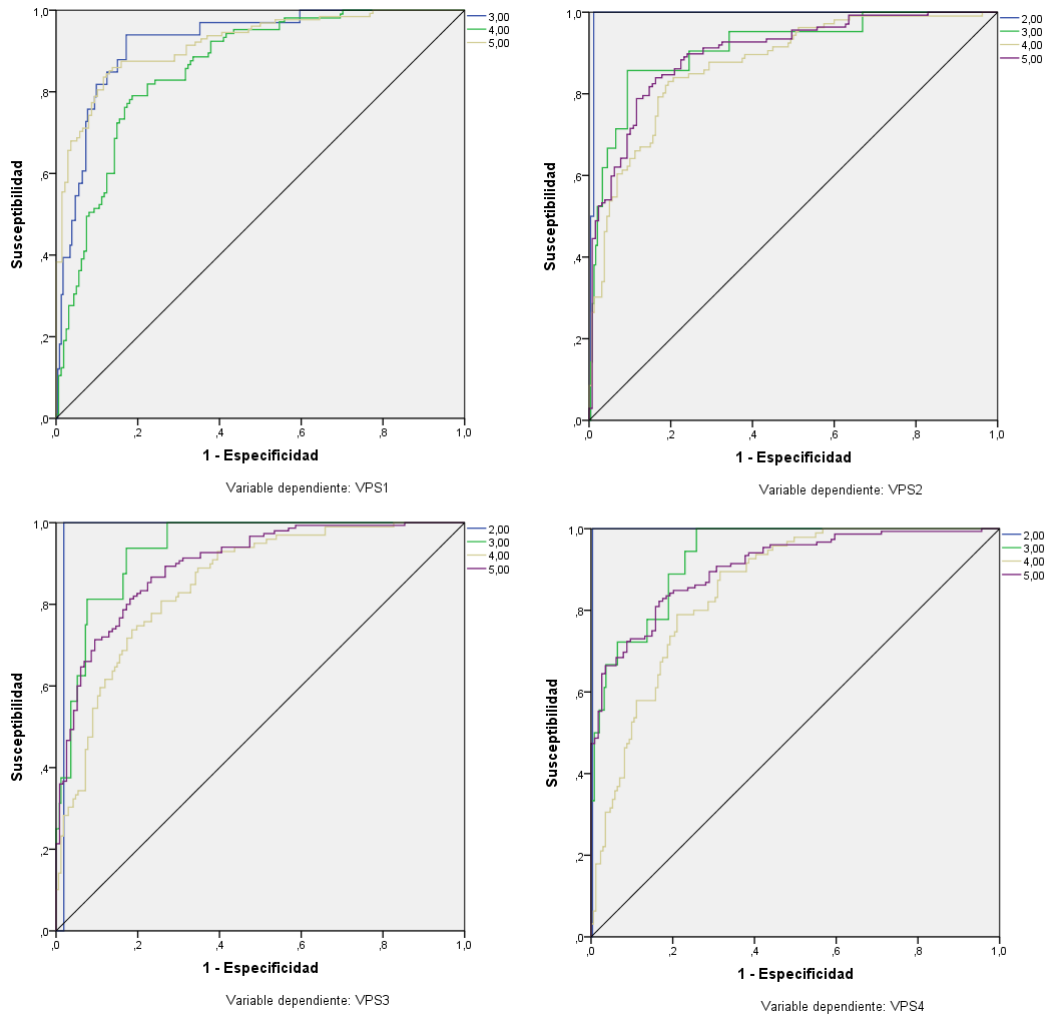 1,0
,8
,6
,4
,2
,0
Susceptibilidad
,0 ,2 ,4 ,6 ,8 1,0
1 - Especificidad
Variable dependiente: VPS1
3,00
4,00
5,00
1,0
,8
,6
,4
,2
,0
Susceptibilidad
,0 ,2 ,4 ,6 ,8 1,0
1 - Especificidad
Variable dependiente: VPS2
2,00
3,00
4,00
5,00
1,0
,8
,6
,4
,2
,0
Susceptibilidad
,0 ,2 ,4 ,6 ,8 1,0
1 - Especificidad
Variable dependiente: VPS3
2,00
3,00
4,00
5,00
1,0
,8
,6
,4
,2
,0
Susceptibilidad
,0 ,2 ,4 ,6 ,8 1,0
1 - Especificidad
Variable dependiente: VPS4
2,00
3,00
4,00
5,00